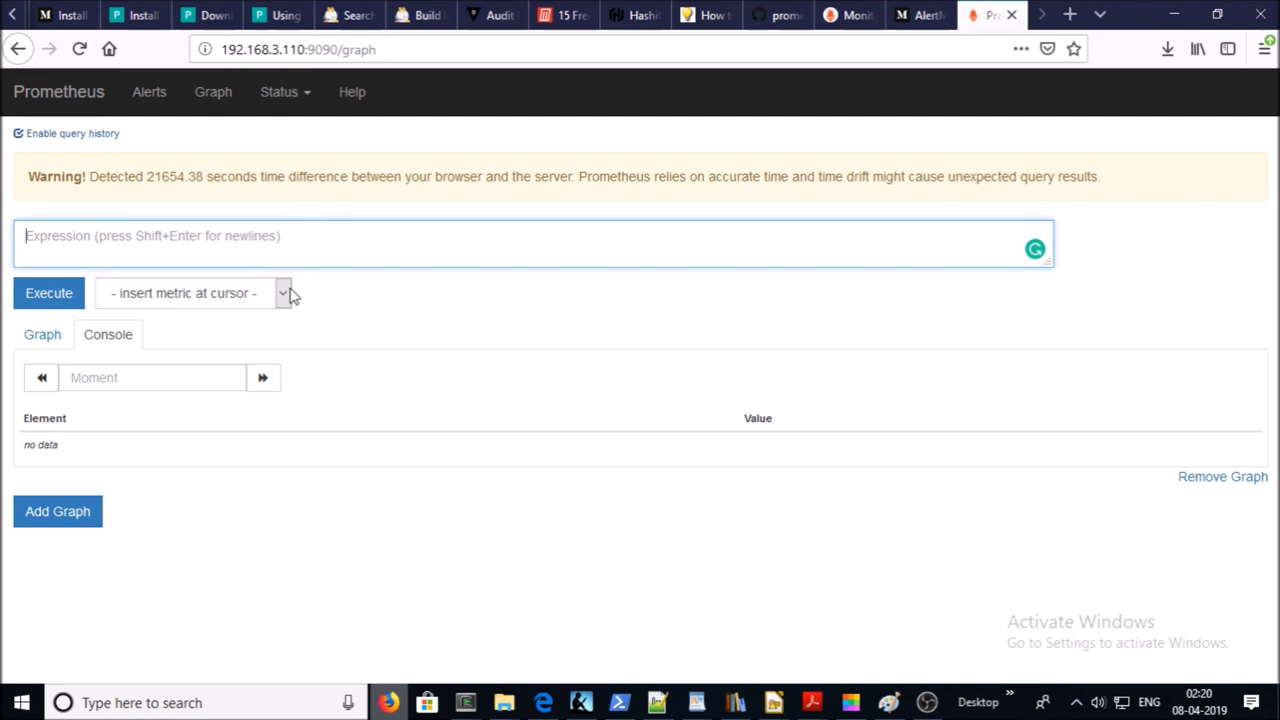 Install
Install
Downl
Using
Search
Build
Audit
15 Fre
Hashi
How t
prome
Monit
AlertM
Pro
192.168.3.110:9090/graph
Prometheus Alerts Graph Status Help
Enable query history
Warning! Detected 21654.38 seconds time difference between your browser and the server. Prometheus relies on accurate time and time drift might cause unexpected query results.
Expression (press Shift+Enter for newlines)
Execute - insert metric at cursor -
Graph Console
Moment
Element Value
no data
Remove Graph
Add Graph
Activate Windows
Go to Settings to activate Windows.
Type here to search
Desktop
ENG
02:20
08-04-2019